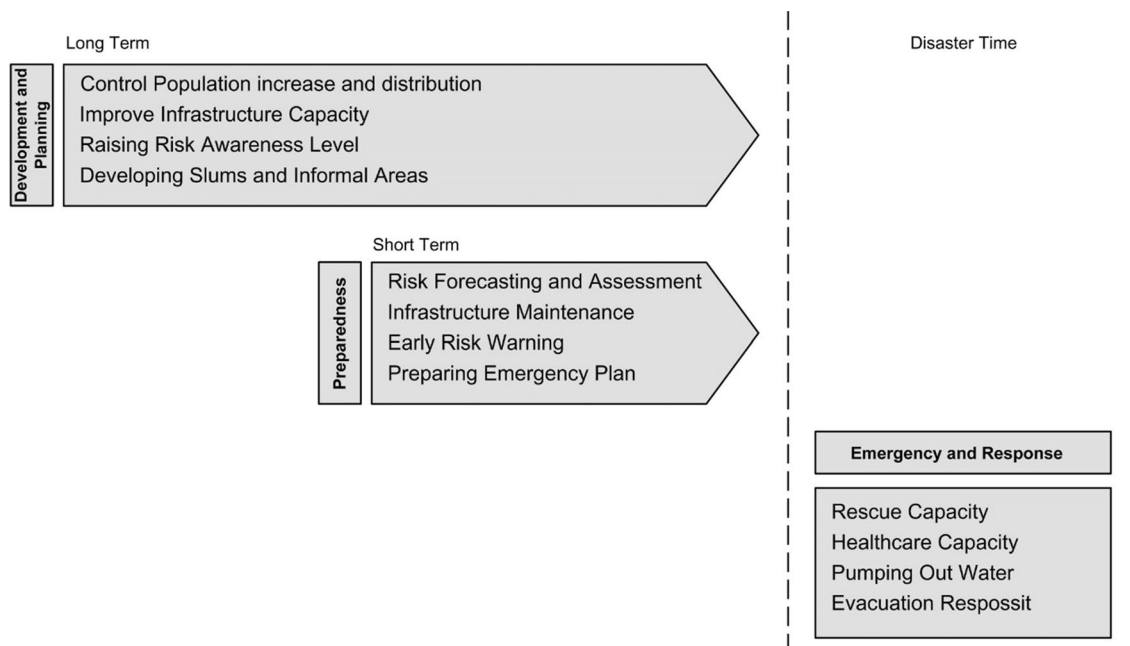 Long Term
Disaster Time
Development and
Planning
Control Population increase and distribution
Improve Infrastructure Capacity
Raising Risk Awareness Level
Developing Slums and Informal Areas
Short Term
Preparedness
Risk Forecasting and Assessment
Infrastructure Maintenance
Early Risk Warning
Preparing Emergency Plan
Emergency and Response
Rescue Capacity
Healthcare Capacity
Pumping Out Water
Evacuation Respossit